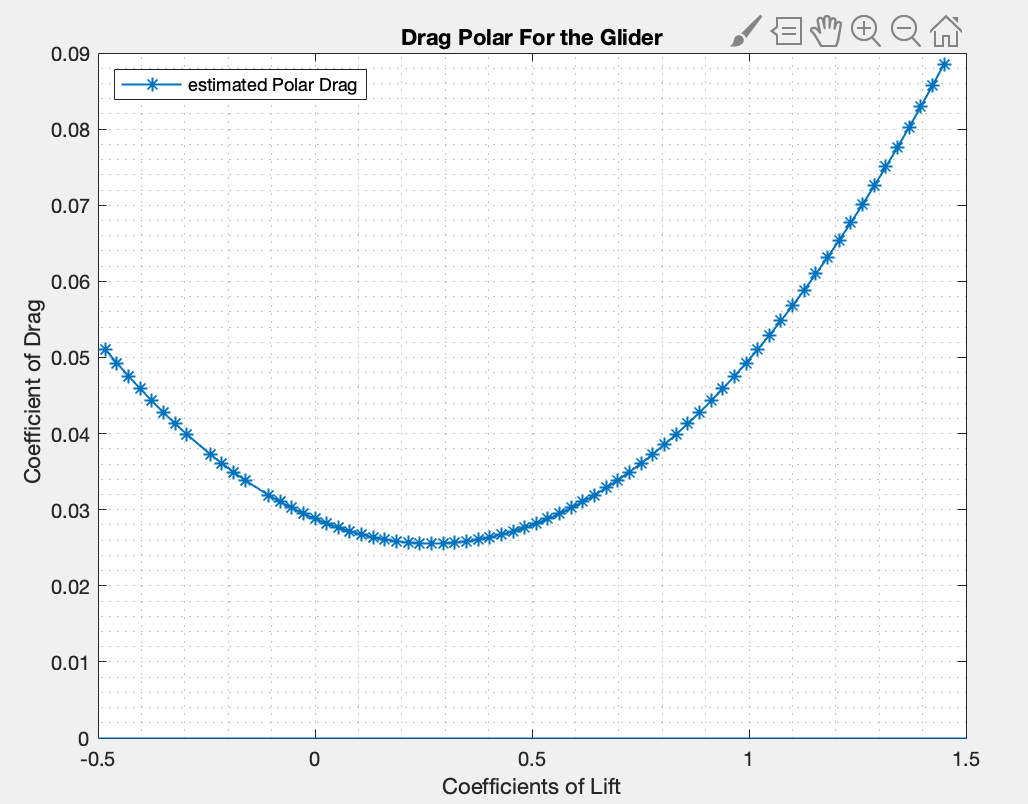 Drag Polar For the Glider
estimated Polar Drag
0.09
0.08
0.07
0.06
0.05
0.04
0.03
0.02
0.01
0
Coefficient of Drag
-0.5 0 0.5 1 1.5
Coefficients of Lift